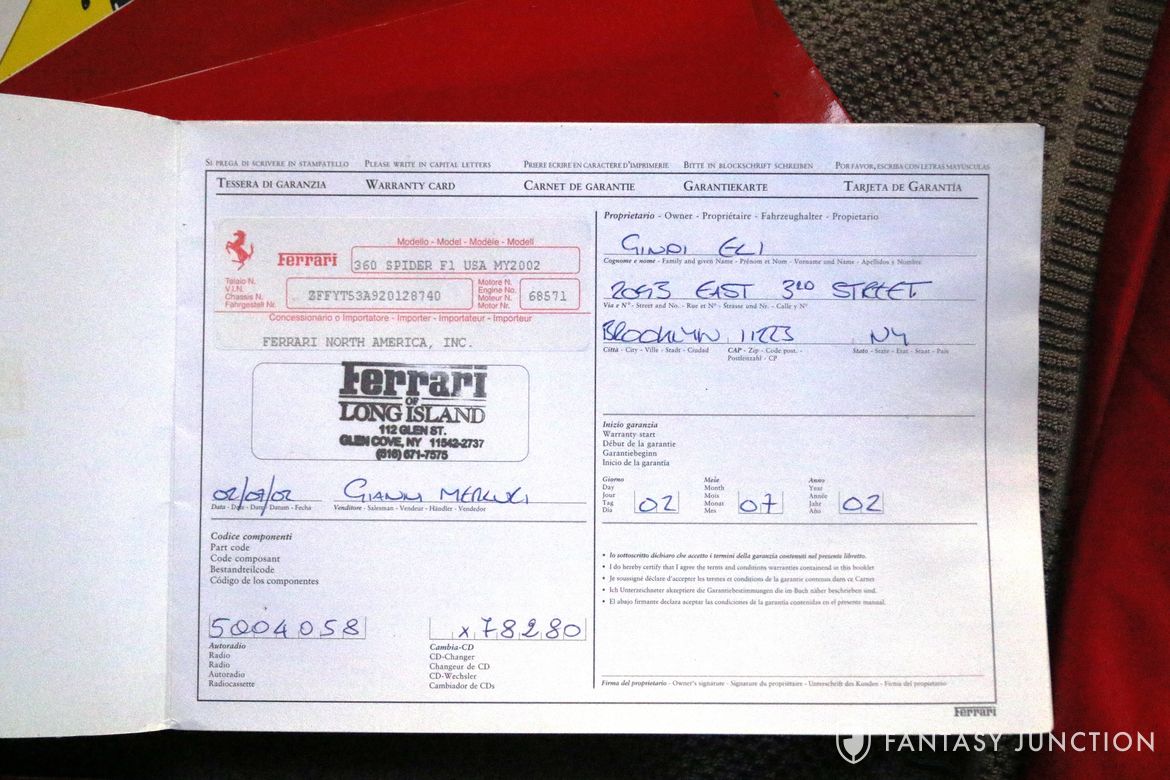 SI PREGA DI SCRIVERE IN STAMPATELLO PLEASE WRITE IN CAPITAL LETTERS PRIERE ECRIRE EN CARACTERE D'IMPRIMERIE BITTE IN BLOCKSCHRIFT SCHREIBEN POR FAVOR, ESCRIBA CON LETRAS MAYUSCULAS
TESSERA DI GARANZIA WARRANTY CARD CARNET DE GARANTIE GARANTIEKARTE TARJETA DE GARANTÍA
Modello - Model - Modèle - Modell
Ferrari 360 SPIDER F1 USA MY2002
Telaio N.
V.I.N.
Chassis N.
Fahrgestell Nr.
ZFFYT53A920128740
Motore N.
Engine No.
Moteur N.
Motor Nr.
68571
Concessionario o Importatore - Importer - Importateur - Importeur
FERRARI NORTH AMERICA, INC.
Ferrari
OF
LONG ISLAND
112 GLEN ST.
GLEN COVE, NY 11542-2737
(516) 671-7575
02/07/02 GIANNI
Data - Date - Date - Datum - Fecha Venditore - Salesman - Vendeur - Händler - Vendedor
Codice componenti
Part code
Code composant
Bestandteilcode
Código de los componentes
5004058 x78280
Autoradio
Radio
Radio
Autoradio
Radiocassette
Cambia-CD
CD-Changer
Changeur de CD
CD-Wechsler
Cambiador de CDs
Proprietario - Owner - Propriétaire - Fahrzeughalter - Propietario
GINDI ELI
Cognome e nome - Family and given Name - Prénom et Nom - Vorname und Name - Apellidos y Nombre
2093 EAST 3RD STREET
Via e N° - Street and No. - Rue et N° - Strasse und Nr. - Calle y N°
BROOKLYN 11223 NY
Città - City - Ville - Stadt - Ciudad CAP - Zip - Code post. - Postleitzahl - CP Stato - State - Etat - Staat - Pais
Inizio garanzia
Warranty start
Début de la garantie
Garantiebeginn
Inicio de la garantía
Giorno
Day
Jour
Tag
Día
02
Mese
Month
Mois
Monat
Mes
07
Anno
Year
Année
Jahr
Año
02
• Io sottoscritto dichiaro che accetto i termini della garanzia contenuti nel presente libretto.
• I do hereby certify that I agree the terms and conditions warranties containend in this booklet
• Je soussigné déclare d'accepter les termes et conditions de la garantie contenus dans ce Carnet
• Ich Unterzeichneter akzeptiere die Garantiebestimmungen die im Buch näher beschrieben sind.
• El abajo firmante declara aceptar las condiciones de la garantía contenidas en el presente manual.
Firma del proprietario - Owner's signature - Signature du propriétaire - Unterschrift des Kunden - Firma del propietario
Ferrari
FANTASY JUNCTION